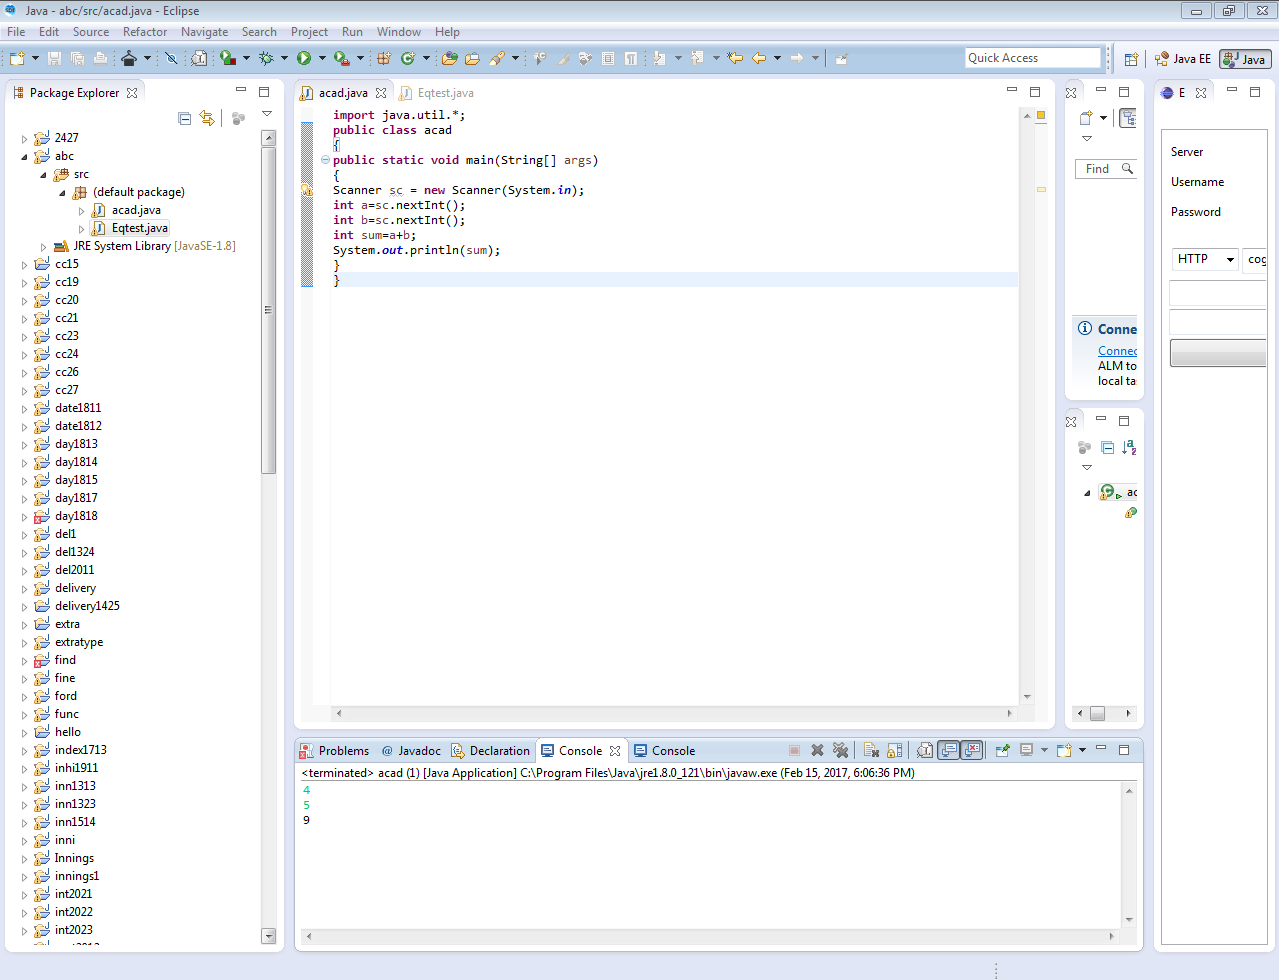 Java - abc/src/acad.java - Eclipse
File Edit Source Refactor Navigate Search Project Run Window Help
Quick Access
Java EE
Java
Package Explorer
2427
abc
src
(default package)
acad.java
Eqtest.java
JRE System Library [JavaSE-1.8]
cc15
cc19
cc20
cc21
cc23
cc24
cc26
cc27
date1811
date1812
day1813
day1814
day1815
day1817
day1818
del1
del1324
del2011
delivery
delivery1425
extra
extratype
find
fine
ford
func
hello
index1713
inhi1911
inn1313
inn1323
inn1514
inni
Innings
innings1
int2021
int2022
int2023
acad.java Eqtest.java
import java.util.*;
public class acad
{
public static void main(String[] args)
{
Scanner sc = new Scanner(System.in);
int a=sc.nextInt();
int b=sc.nextInt();
int sum=a+b;
System.out.println(sum);
}
}
Find
Conne
Connec
ALM to
local ta
ac
E
Server
Username
Password
HTTP
cog
Problems @ Javadoc Declaration Console Console
<terminated> acad (1) [Java Application] C:\Program Files\Java\jre1.8.0_121\bin\javaw.exe (Feb 15, 2017, 6:06:36 PM)
4
5
9